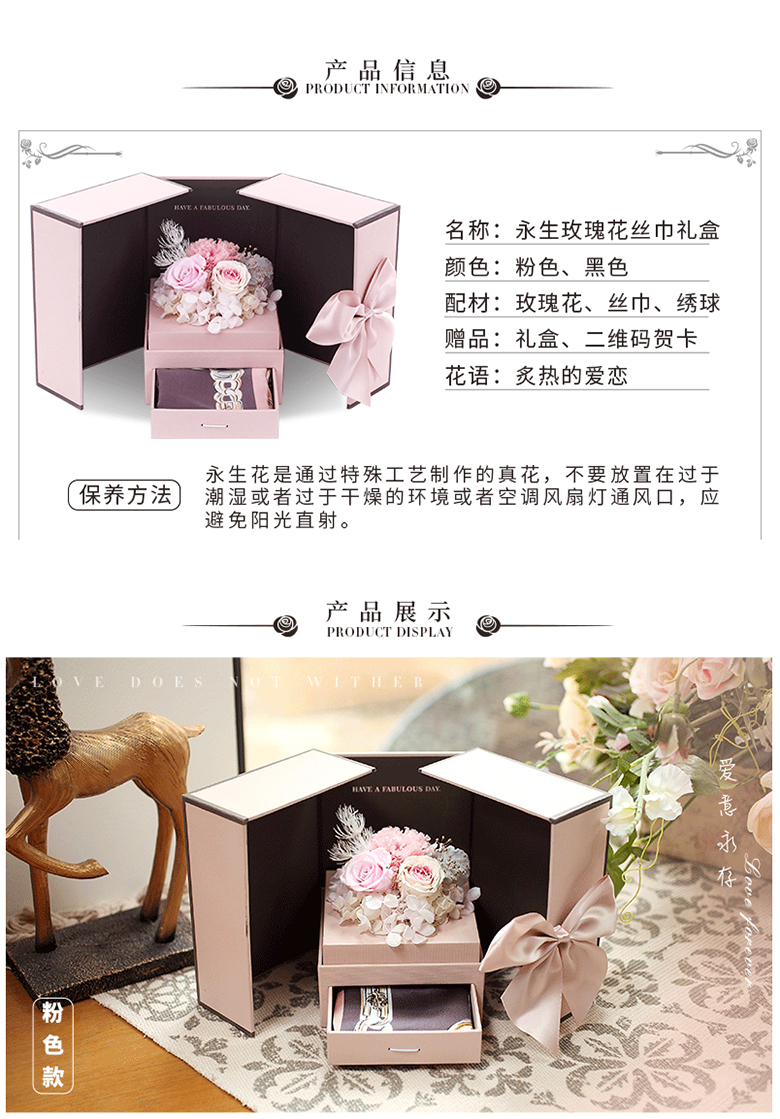 产品信息
PRODUCT INFORMATION
HAVE A FABULOUS DAY.
名称：永生玫瑰花丝巾礼盒
颜色：粉色、黑色
配材：玫瑰花、丝巾、绣球
赠品：礼盒、二维码贺卡
花语：炙热的爱恋
保养方法
永生花是通过特殊工艺制作的真花，不要放置在过于
潮湿或者过于干燥的环境或者空调风扇灯通风口，应
避免阳光直射。
产品展示
PRODUCT DISPLAY
LOVE DOES NOT WITHER
HAVE A FABULOUS DAY.
爱意永存
Love forever
粉色款